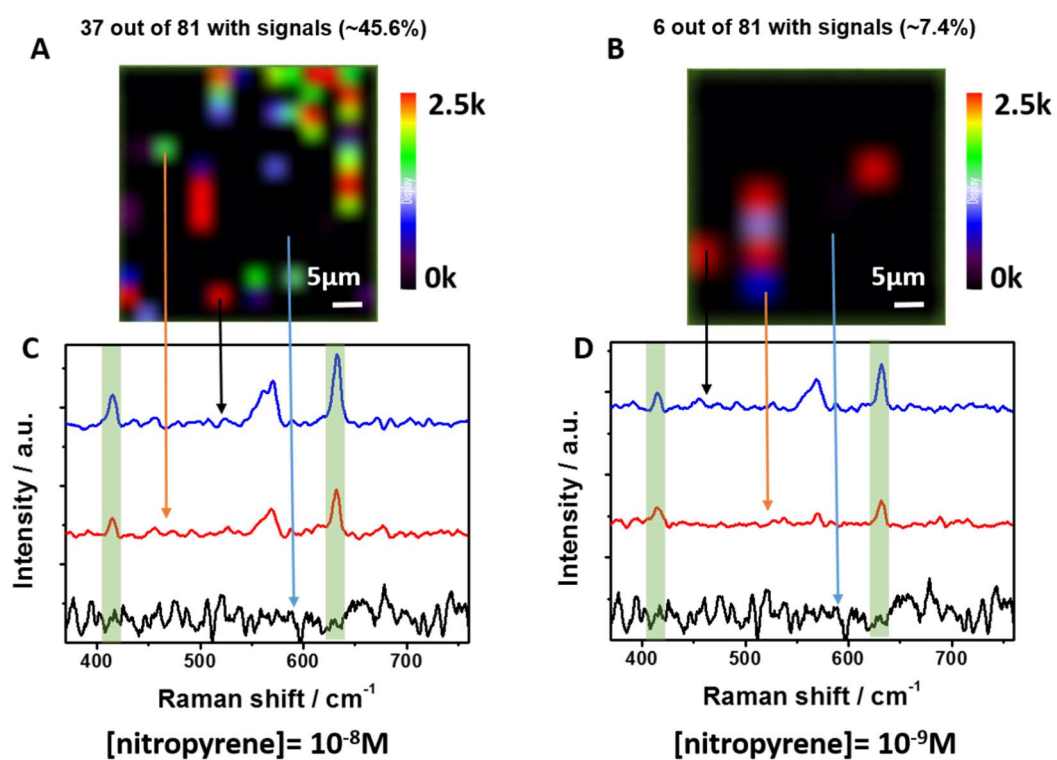 37 out of 81 with signals (~45.6%)
6 out of 81 with signals (~7.4%)
A
B
2.5k
Display
0k
5μm
2.5k
Display
0k
5μm
C
D
Intensity / a.u.
Intensity / a.u.
400 500 600 700
400 500 600 700
Raman shift / cm⁻¹
Raman shift / cm⁻¹
[nitropyrene]= 10⁻⁸M
[nitropyrene]= 10⁻⁹M